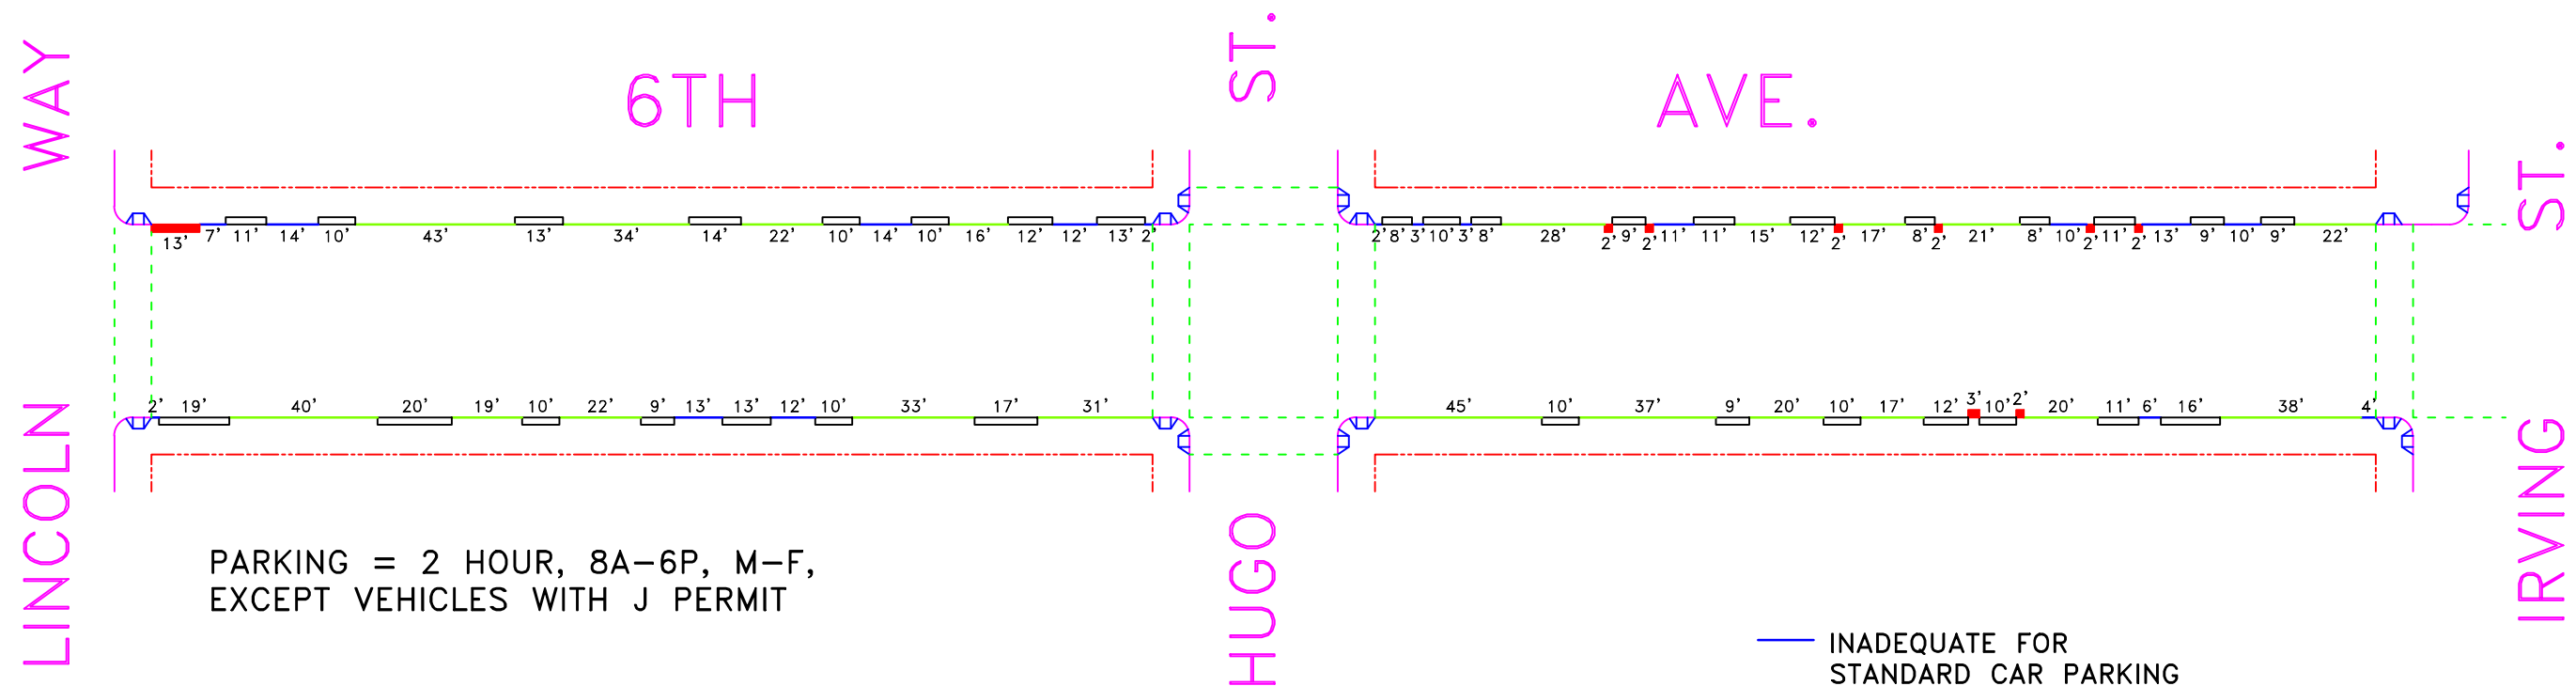 WAY
6TH
ST.
AVE.
ST.
13' 7' 11' 14' 10' 43' 13' 34' 14' 22' 10' 14' 10' 16' 12' 12' 13' 2'
2' 8' 3' 10' 3' 8' 28' 2' 9' 2' 11' 11' 15' 12' 2' 17' 8' 2' 21' 8' 10' 2' 11' 2' 13' 9' 10' 9' 22'
2' 19' 40' 20' 19' 10' 22' 9' 13' 13' 12' 10' 33' 17' 31'
45' 10' 37' 9' 20' 10' 17' 12' 3' 10' 2' 20' 11' 6' 16' 38' 4'
LINCOLN
HUGO
IRVING
PARKING = 2 HOUR, 8A-6P, M-F,
EXCEPT VEHICLES WITH J PERMIT
INADEQUATE FOR
STANDARD CAR PARKING